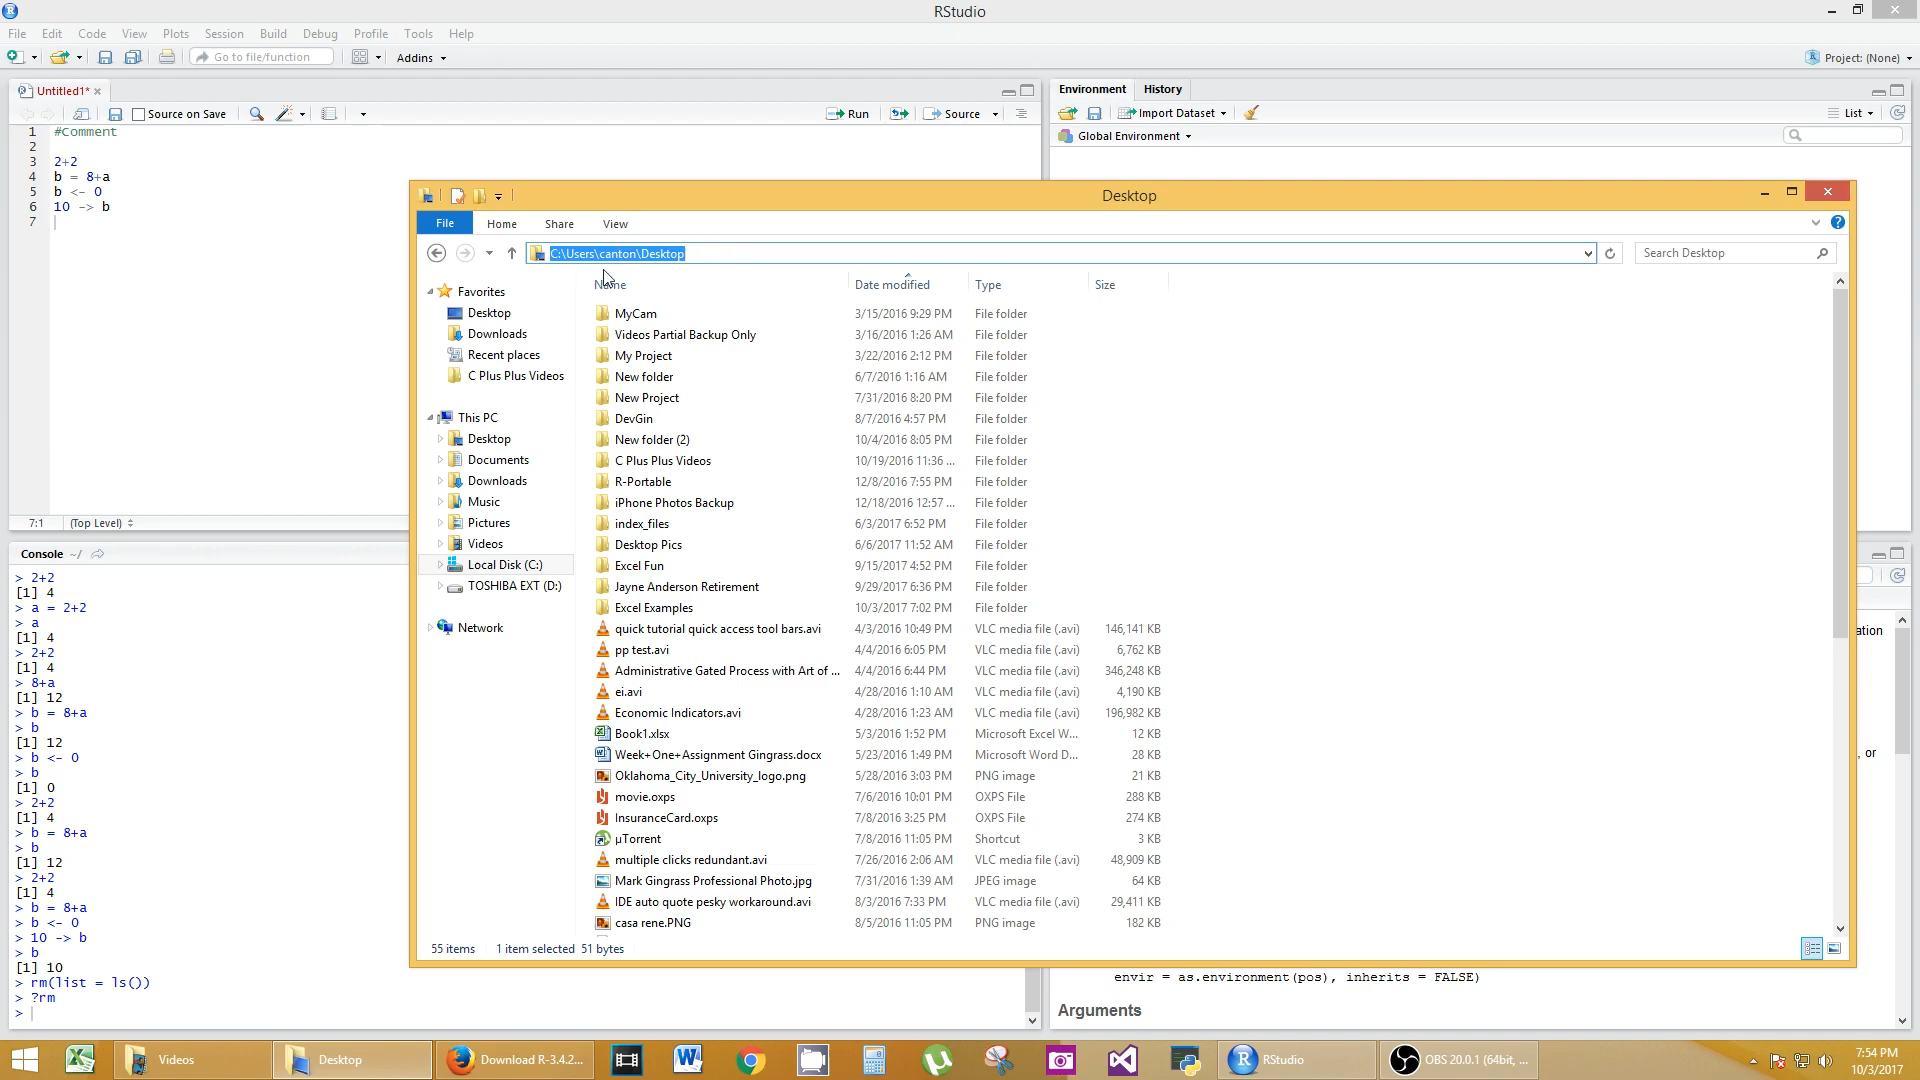 RStudio
File Edit Code View Plots Session Build Debug Profile Tools Help
Go to file/function Addins Project: (None)
Untitled1*
Source on Save Run Source
1 #Comment
2
3 2+2
4 b = 8+a
5 b <- 0
6 10 -> b
7
7:1 (Top Level)
Console ~/
> 2+2
[1] 4
> a = 2+2
> a
[1] 4
> 2+2
[1] 4
> 8+a
[1] 12
> b = 8+a
> b
[1] 12
> b <- 0
> b
[1] 0
> 2+2
[1] 4
> b = 8+a
> b
[1] 12
> 2+2
[1] 4
> b = 8+a
> b <- 0
> 10 -> b
> b
[1] 10
> rm(list = ls())
> ?rm
>
Environment History
Import Dataset List
Global Environment
Desktop
File Home Share View
C:\Users\canton\Desktop Search Desktop
Favorites
Desktop
Downloads
Recent places
C Plus Plus Videos
This PC
Desktop
Documents
Downloads
Music
Pictures
Videos
Local Disk (C:)
TOSHIBA EXT (D:)
Network
Name Date modified Type Size
MyCam 3/15/2016 9:29 PM File folder
Videos Partial Backup Only 3/16/2016 1:26 AM File folder
My Project 3/22/2016 2:12 PM File folder
New folder 6/7/2016 1:16 AM File folder
New Project 7/31/2016 8:20 PM File folder
DevGin 8/7/2016 4:57 PM File folder
New folder (2) 10/4/2016 8:05 PM File folder
C Plus Plus Videos 10/19/2016 11:36 ... File folder
R-Portable 12/8/2016 7:55 PM File folder
iPhone Photos Backup 12/18/2016 12:57 ... File folder
index_files 6/3/2017 6:52 PM File folder
Desktop Pics 6/6/2017 11:52 AM File folder
Excel Fun 9/15/2017 4:52 PM File folder
Jayne Anderson Retirement 9/29/2017 6:36 PM File folder
Excel Examples 10/3/2017 7:02 PM File folder
quick tutorial quick access tool bars.avi 4/3/2016 10:49 PM VLC media file (.avi) 146,141 KB
pp test.avi 4/4/2016 6:05 PM VLC media file (.avi) 6,762 KB
Administrative Gated Process with Art of ... 4/4/2016 6:44 PM VLC media file (.avi) 346,248 KB
ei.avi 4/28/2016 1:10 AM VLC media file (.avi) 4,190 KB
Economic Indicators.avi 4/28/2016 1:23 AM VLC media file (.avi) 196,982 KB
Book1.xlsx 5/3/2016 1:52 PM Microsoft Excel W... 12 KB
Week+One+Assignment Gingrass.docx 5/23/2016 1:49 PM Microsoft Word D... 28 KB
Oklahoma_City_University_logo.png 5/28/2016 3:03 PM PNG image 21 KB
movie.oxps 7/6/2016 10:01 PM OXPS File 288 KB
InsuranceCard.oxps 7/8/2016 3:25 PM OXPS File 274 KB
µTorrent 7/8/2016 11:05 PM Shortcut 3 KB
multiple clicks redundant.avi 7/26/2016 2:06 AM VLC media file (.avi) 48,909 KB
Mark Gingrass Professional Photo.jpg 7/31/2016 1:39 AM JPEG image 64 KB
IDE auto quote pesky workaround.avi 8/3/2016 7:33 PM VLC media file (.avi) 29,411 KB
casa rene.PNG 8/5/2016 11:05 PM PNG image 182 KB
55 items 1 item selected 51 bytes
ation
, or
envir = as.environment(pos), inherits = FALSE)
Arguments
Videos Desktop Download R-3.4.2... RStudio OBS 20.0.1 (64bit, ...
7:54 PM
10/3/2017